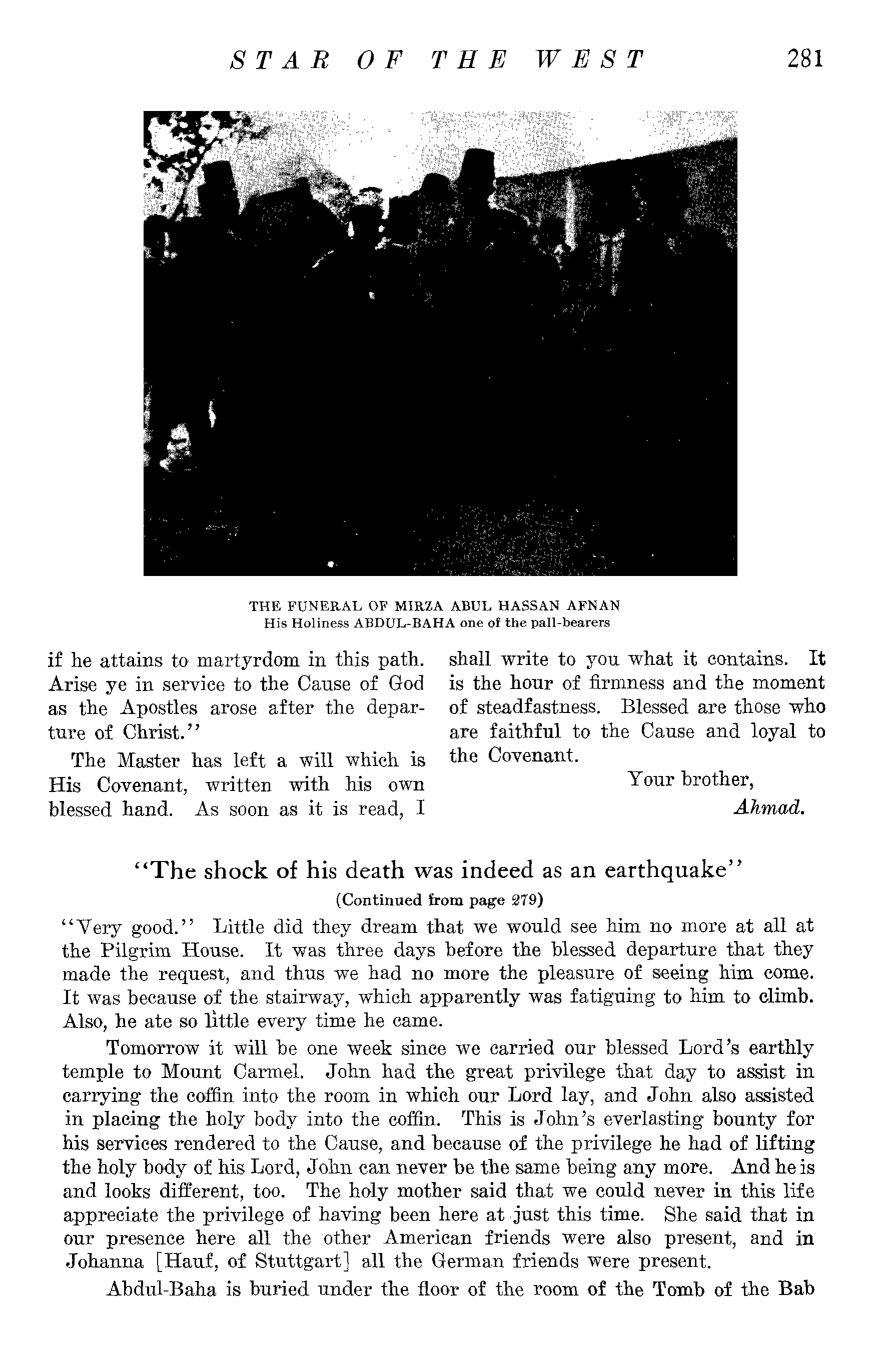 STAR OF THE WEST 281
THE FUNERAL OF MIRZA ABUL HASSAN AFNAN
His Holiness ABDUL-BAHA one of the pall-bearers
if he attains to martyrdom in this path.
Arise ye in service to the Cause of God
as the Apostles arose after the depar-
ture of Christ.''
The Master has left a will which is
His Covenant, written with his own
blessed hand. As soon as it is read, I
shall write to you what it contains. It
is the hour of firmness and the moment
of steadfastness. Blessed are those who
are faithful to the Cause and loyal to
the Covenant.
Your brother,
Ahmad.
“The shock of his death was indeed as an earthquake”
(Continued from page 279)
“Very good.” Little did they dream that we would see him no more at all at
the Pilgrim House. It was three days before the blessed departure that they
made the request, and thus we had no more the pleasure of seeing him come.
It was because of the stairway, which apparently was fatiguing to him to climb.
Also, he ate so little every time he came.
Tomorrow it will be one week since we carried our blessed Lord's earthly
temple to Mount Carmel. John had the great privilege that day to assist in
carrying the coffin into the room in which our Lord lay, and John also assisted
in placing the holy body into the coffin. This is John's everlasting bounty for
his services rendered to the Cause, and because of the privilege he had of lifting
the holy body of his Lord, John can never be the same being any more. And he is
and looks different, too. The holy mother said that we could never in this life
appreciate the privilege of having been here at just this time. She said that in
our presence here all the other American friends were also present, and in
Johanna [Hauf, of Stuttgart] all the German friends were present.
Abdul-Baha is buried under the floor of the room of the Tomb of the Bab